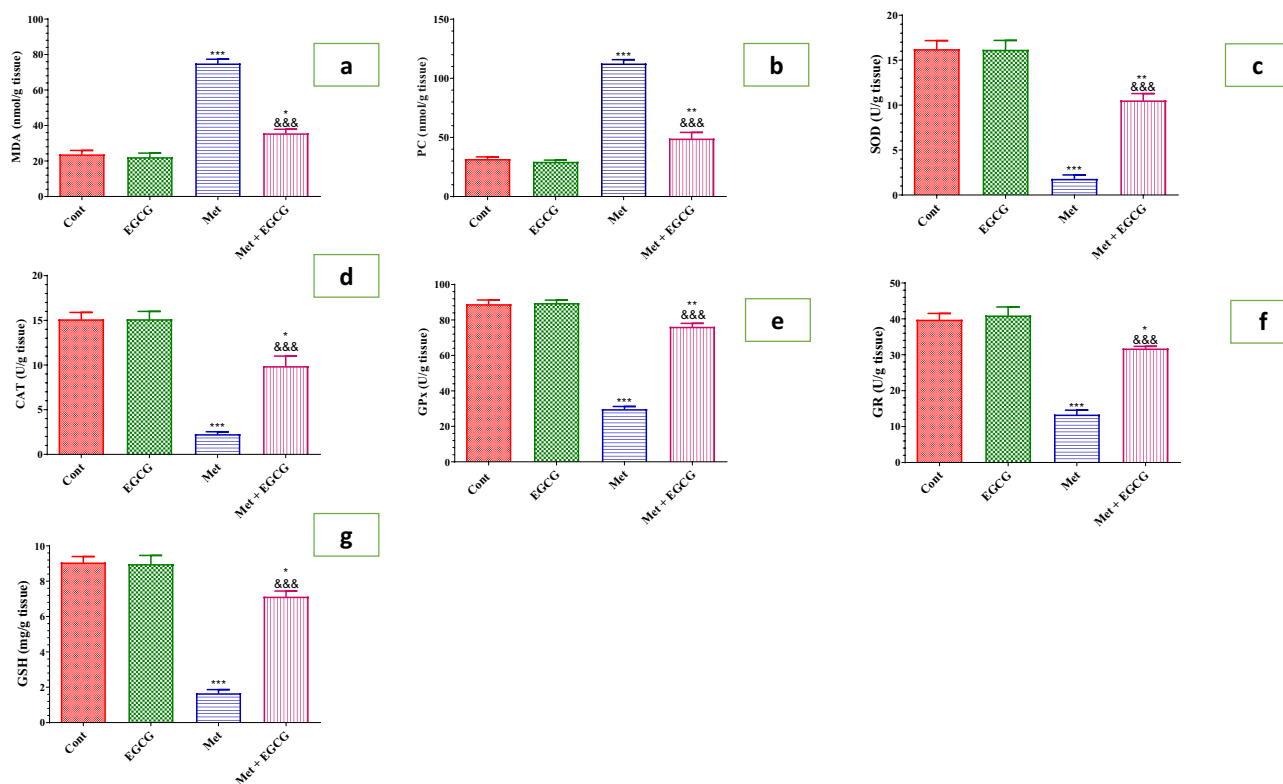 MDA (nmol/g tissue)
100
80
60
40
20
0
***
*
&&&
Cont
EGCG
Met
Met + EGCG
a
PC (nmol/g tissue)
150
100
50
0
***
**
&&&
Cont
EGCG
Met
Met + EGCG
b
SOD (U/g tissue)
20
15
10
5
0
***
**
&&&
Cont
EGCG
Met
Met + EGCG
c
CAT (U/g tissue)
20
15
10
5
0
***
*
&&&
Cont
EGCG
Met
Met + EGCG
d
GPx (U/g tissue)
100
80
60
40
20
0
***
**
&&&
Cont
EGCG
Met
Met + EGCG
e
GR (U/g tissue)
50
40
30
20
10
0
***
*
&&&
Cont
EGCG
Met
Met + EGCG
f
GSH (mg/g tissue)
10
8
6
4
2
0
***
*
&&&
Cont
EGCG
Met
Met + EGCG
g